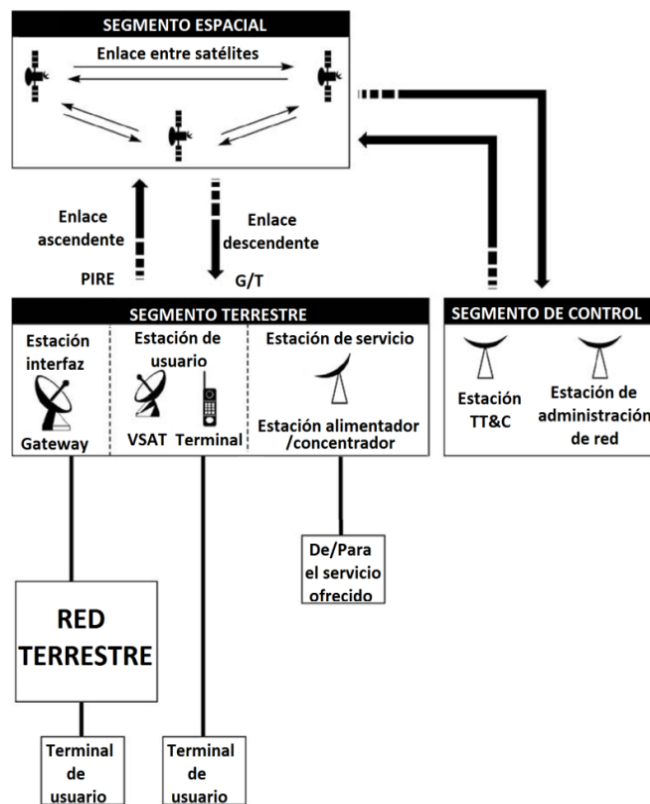 SEGMENTO ESPACIAL
Enlace entre satélites
Enlace
ascendente
PIRE
Enlace
descendente
G/T
SEGMENTO TERRESTRE
Estación
interfaz
Gateway
Estación de
usuario
VSAT Terminal
Estación de servicio
Estación alimentador
/concentrador
SEGMENTO DE CONTROL
Estación
TT&C
Estación de
administración
de red
De/Para
el servicio
ofrecido
RED
TERRESTRE
Terminal
de
usuario
Terminal
de
usuario